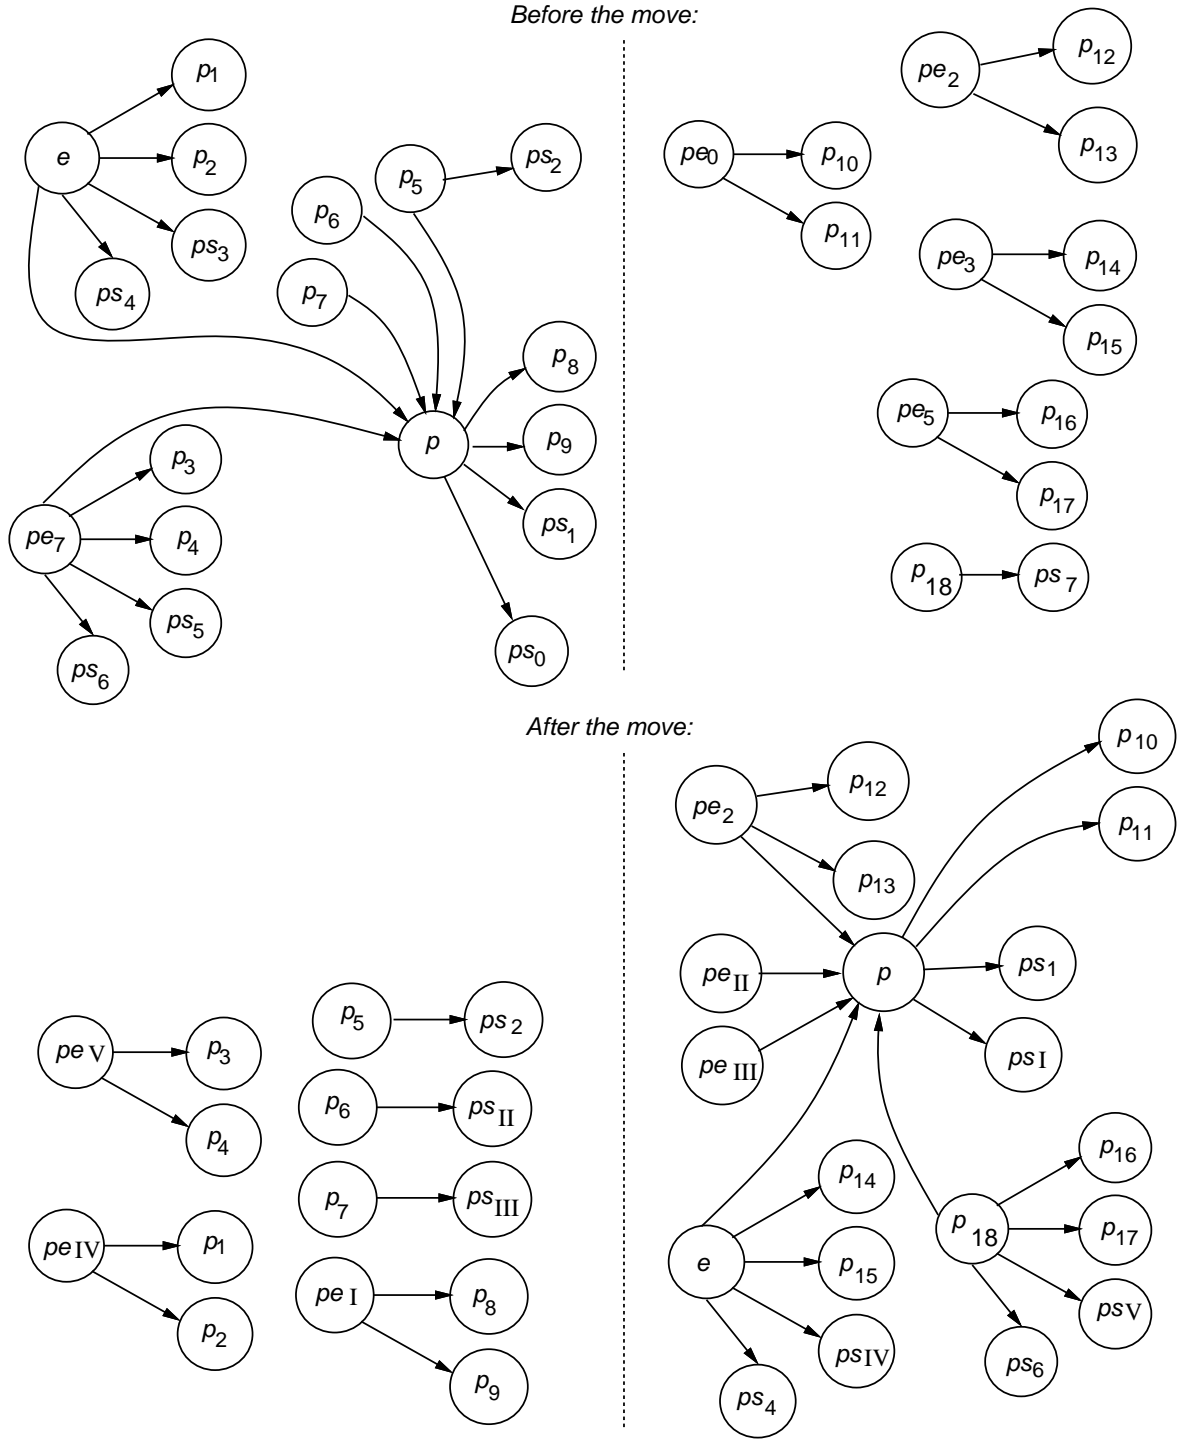 Before the move:
p1
e
p2
ps3
ps4
p5
ps2
p6
p7
p8
p
p9
ps1
ps0
p3
pe7
p4
ps5
ps6
pe2
p12
p13
pe0
p10
p11
pe3
p14
p15
pe5
p16
p17
p18
ps7
After the move:
peV
p3
p4
peIV
p1
p2
p5
ps2
p6
psII
p7
psIII
peI
p8
p9
pe2
p12
p13
p10
p11
peII
p
ps1
peIII
psI
p14
e
p15
psIV
ps4
p16
p18
p17
psV
ps6